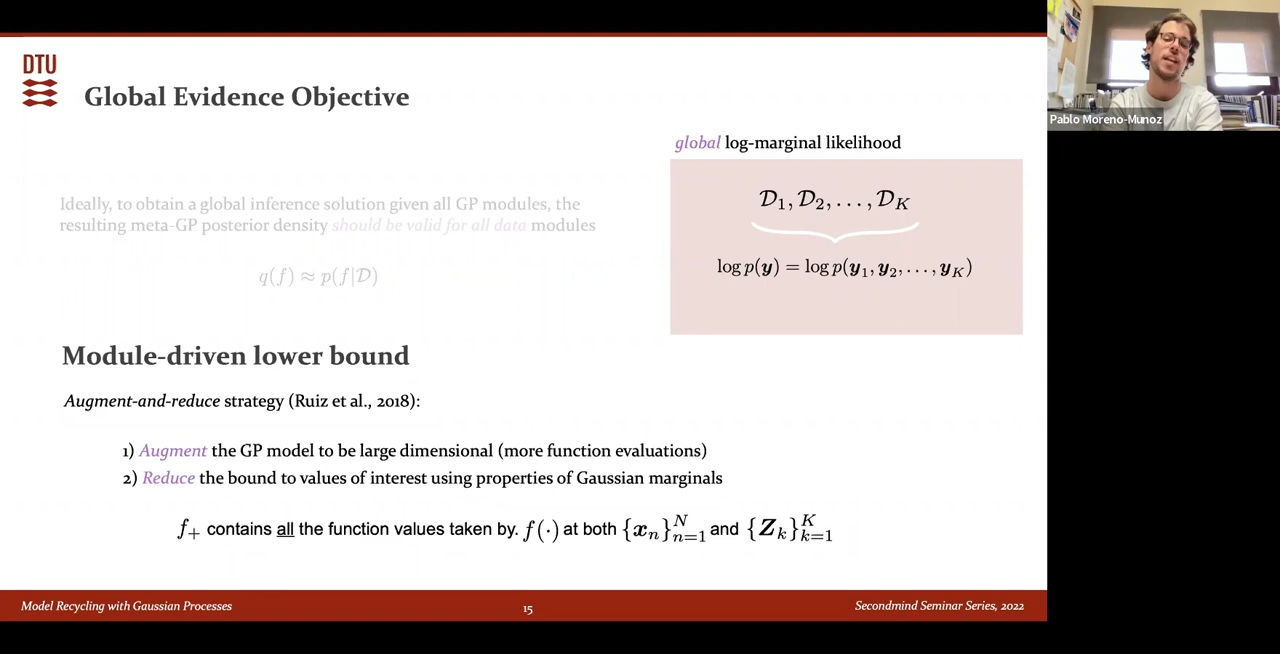 DTU
Global Evidence Objective
Pablo Moreno-Munoz
global log-marginal likelihood
𝒟₁, 𝒟₂, . . . , 𝒟_K
log p(𝒚) = log p(𝒚₁, 𝒚₂, . . . , 𝒚_K)
Ideally, to obtain a global inference solution given all GP modules, the
resulting meta-GP posterior density should be valid for all data modules
q(f) ≈ p(f|𝒟)
Module-driven lower bound
Augment-and-reduce strategy (Ruiz et al., 2018):
1) Augment the GP model to be large dimensional (more function evaluations)
2) Reduce the bound to values of interest using properties of Gaussian marginals
f₊ contains all the function values taken by. f(·) at both {𝒙ₙ}ᴺₙ₌₁ and {𝒁ₖ}ᴷₖ₌₁
Model Recycling with Gaussian Processes
15
Secondmind Seminar Series, 2022